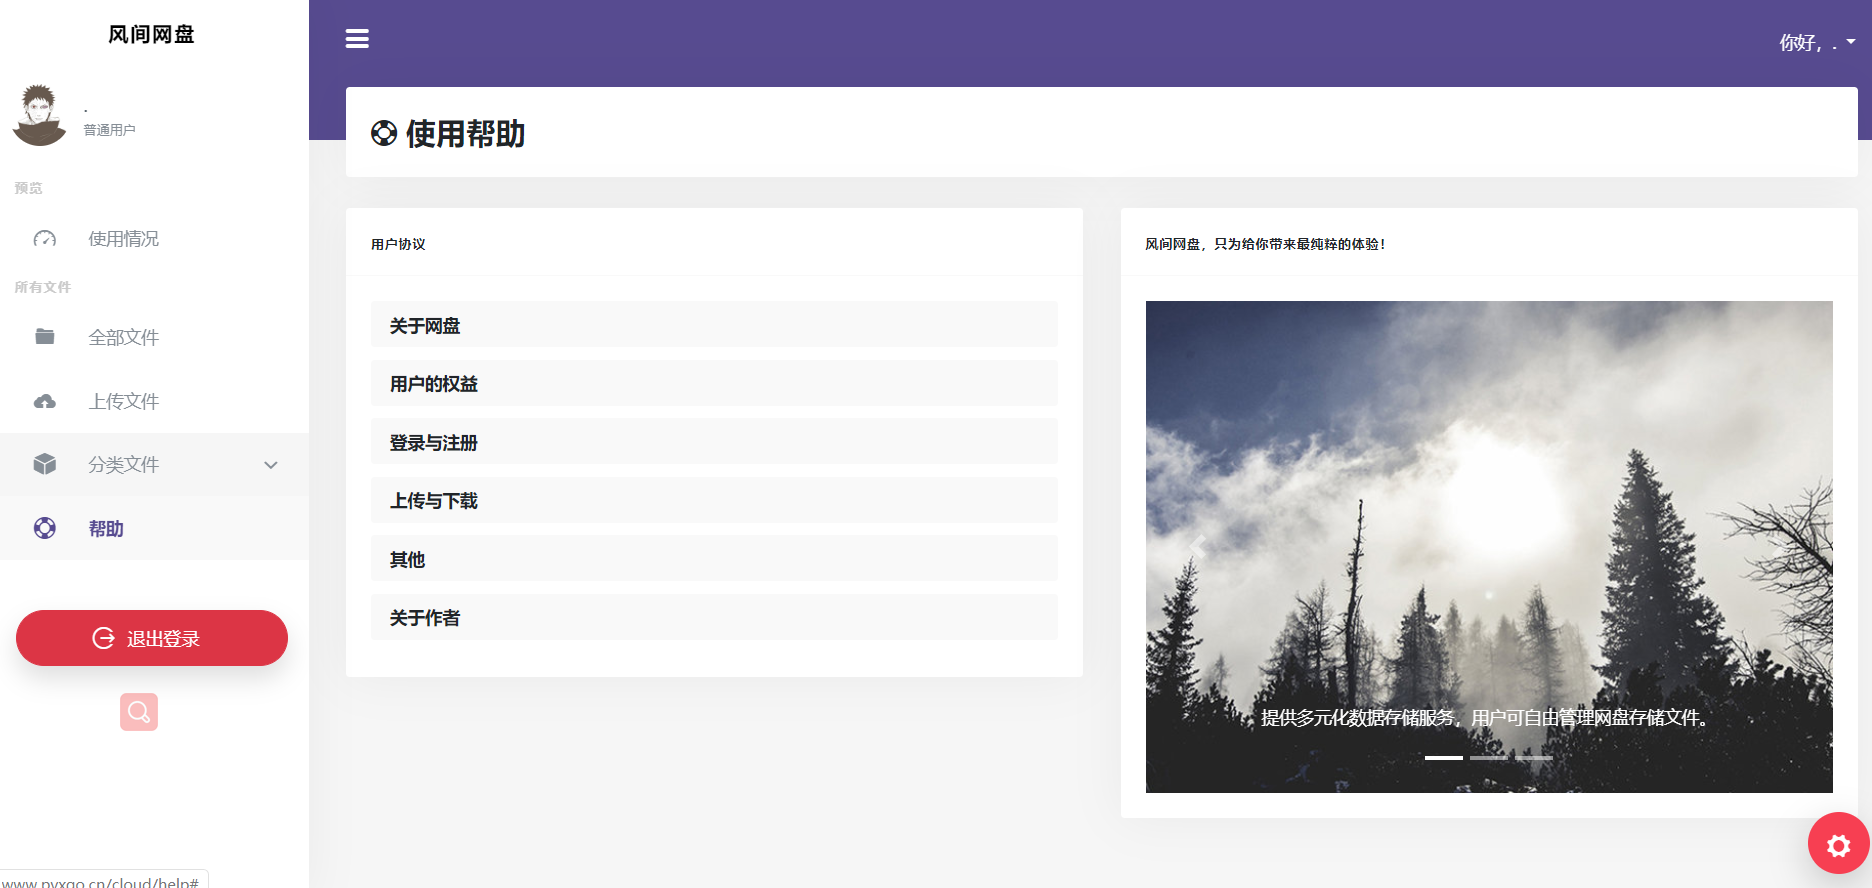 风间网盘
.
普通用户
预览
使用情况
所有文件
全部文件
上传文件
分类文件
帮助
退出登录
你好，.
使用帮助
用户协议
关于网盘
用户的权益
登录与注册
上传与下载
其他
关于作者
风间网盘，只为给你带来最纯粹的体验！
提供多元化数据存储服务，用户可自由管理网盘存储文件。
www.pyxgo.cn/cloud/help#